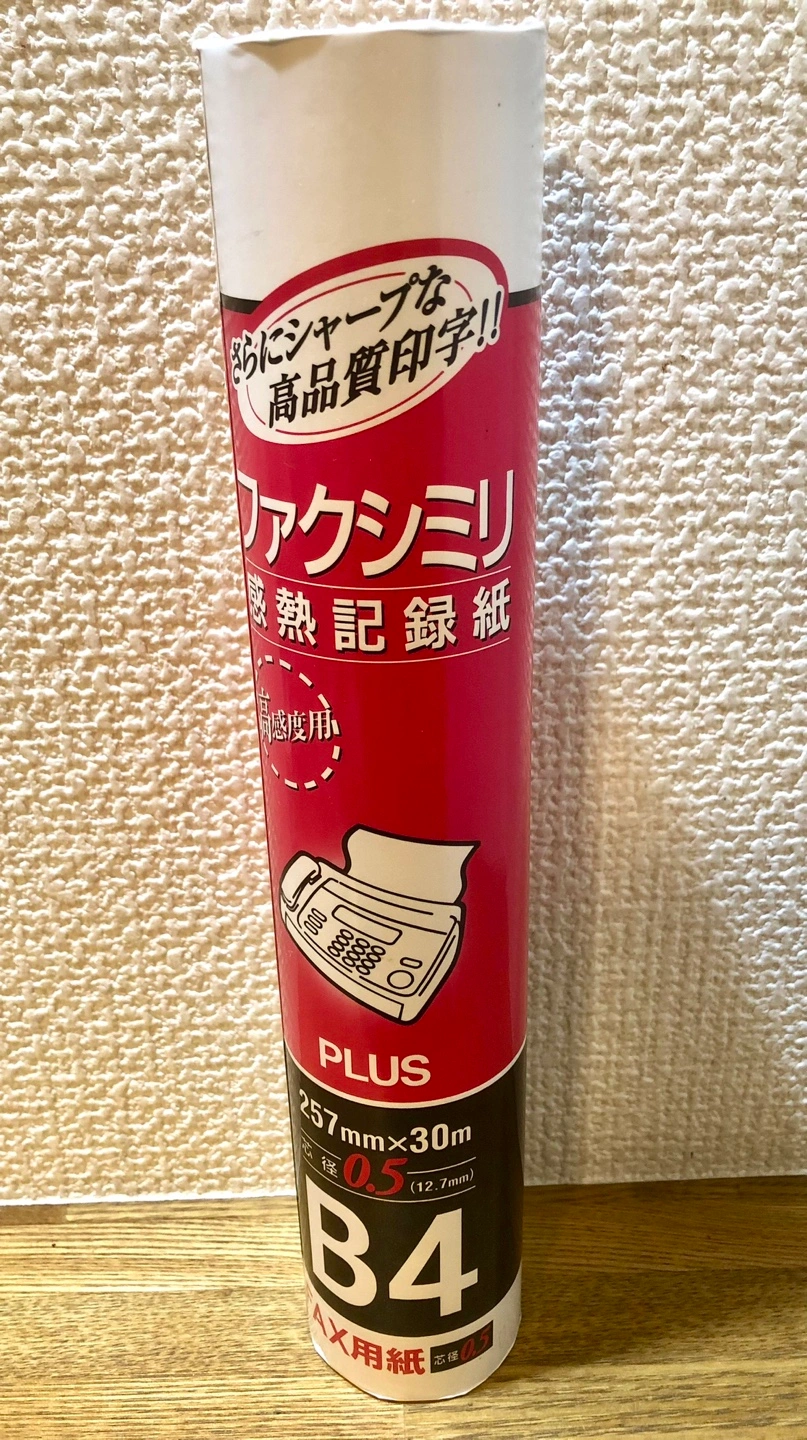 さらにシャープな
高品質印字!!
ファクシミリ
感熱記録紙
高感度用
PLUS
257mm×30m
芯径0.5(12.7mm)
B4
FAX用紙 芯径0.5